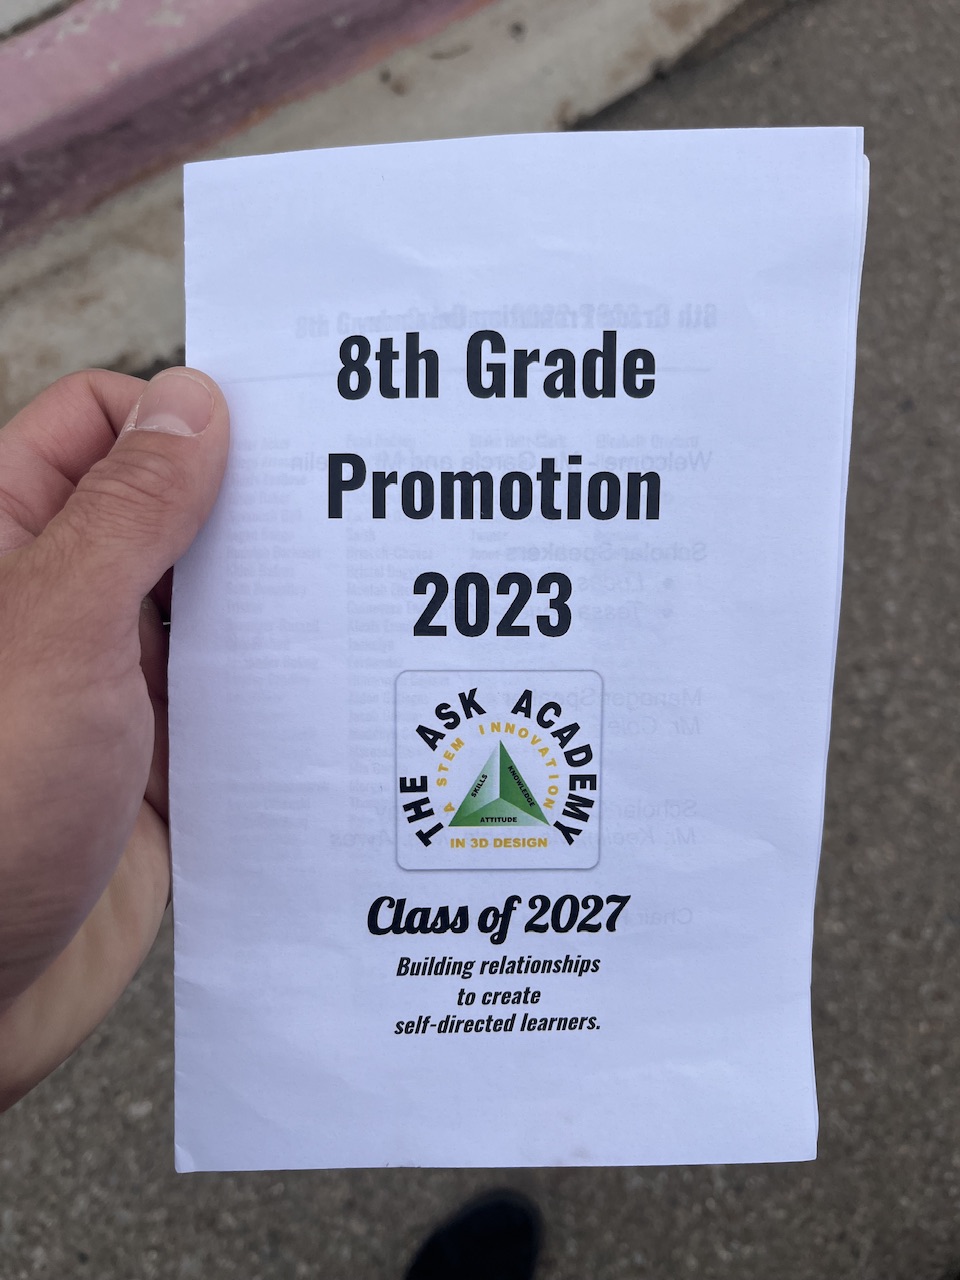 8th Grade
Promotion
2023
THE ASK ACADEMY
A STEM INNOVATION
SKILLS
KNOWLEDGE
ATTITUDE
IN 3D DESIGN
Class of 2027
Building relationships
to create
self-directed learners.